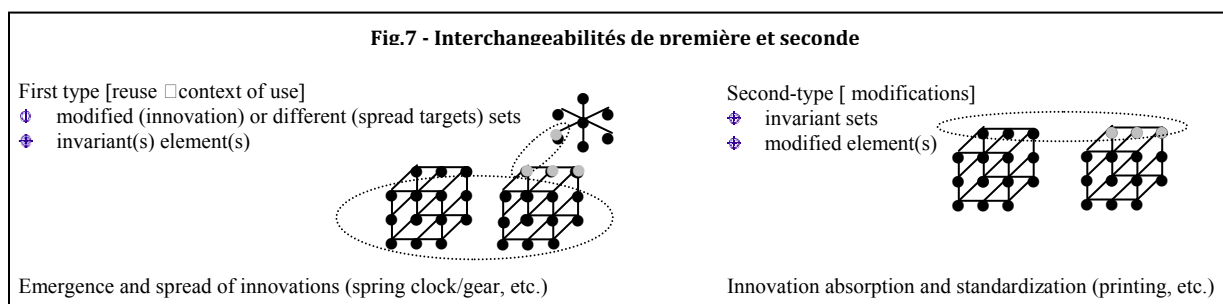 Fig.7 - Interchangeabilités de première et seconde
First type [reuse □context of use]
modified (innovation) or different (spread targets) sets
invariant(s) element(s)
Emergence and spread of innovations (spring clock/gear, etc.)
Second-type [ modifications]
invariant sets
modified element(s)
Innovation absorption and standardization (printing, etc.)